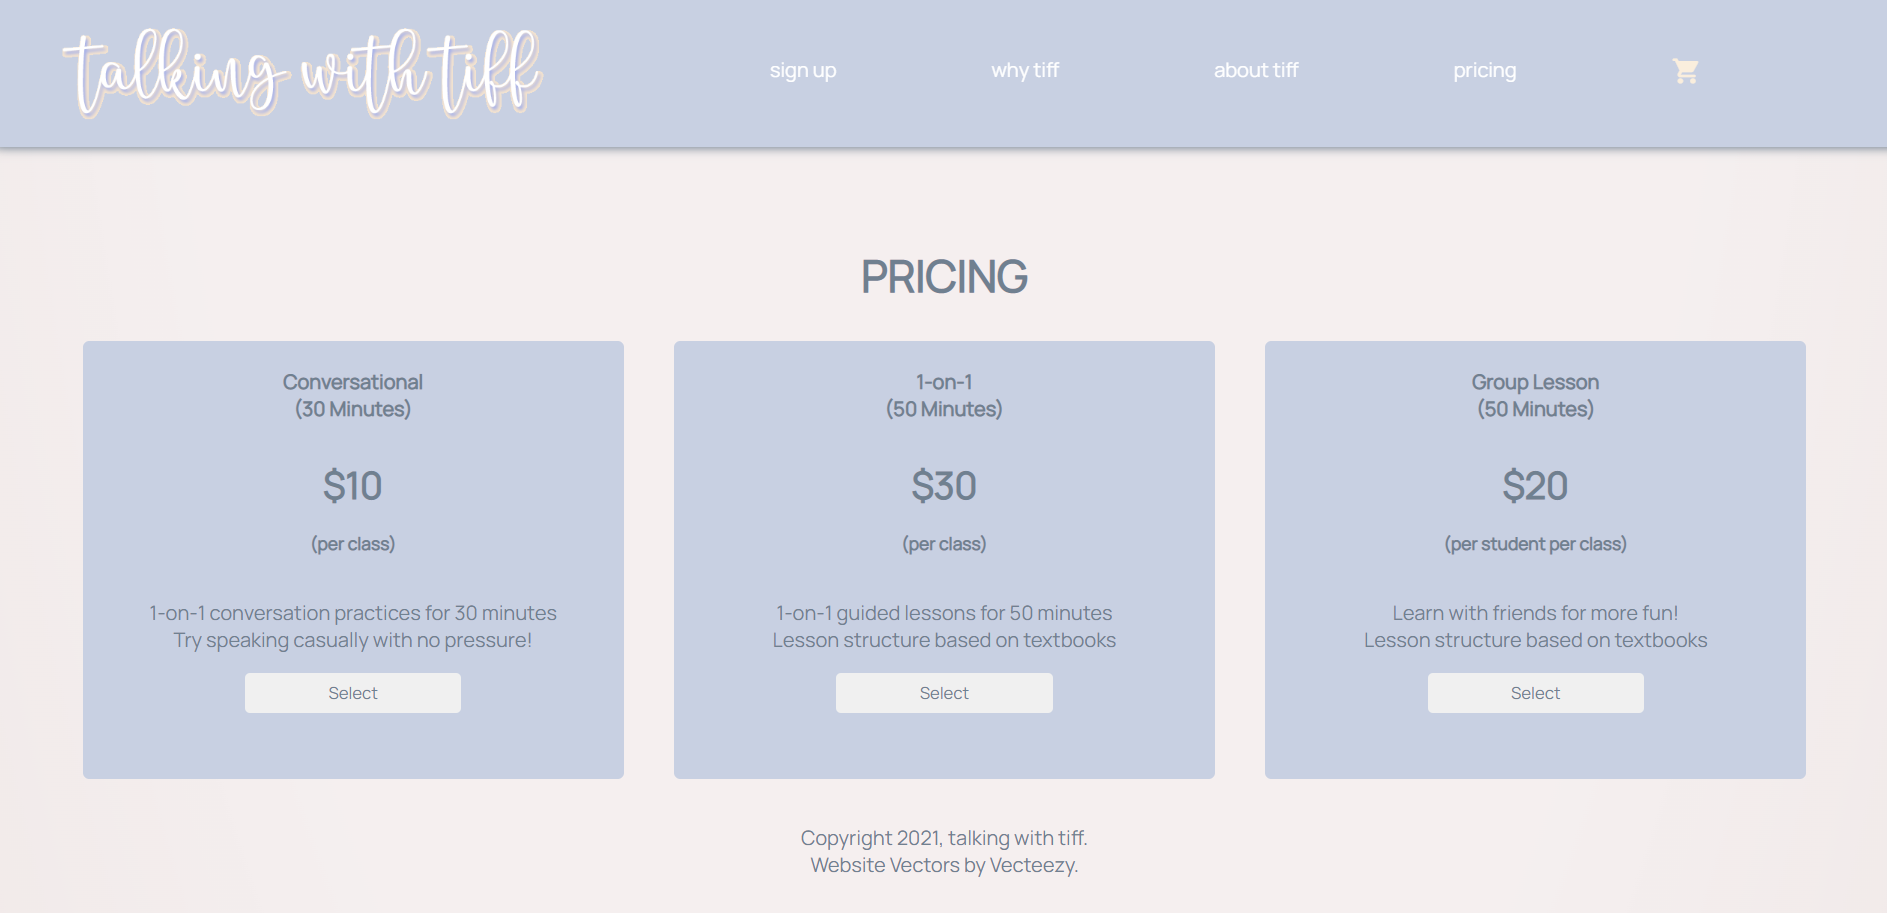 talking with tiff
sign up
why tiff
about tiff
pricing
PRICING
Conversational
(30 Minutes)
$10
(per class)
1-on-1 conversation practices for 30 minutes
Try speaking casually with no pressure!
Select
1-on-1
(50 Minutes)
$30
(per class)
1-on-1 guided lessons for 50 minutes
Lesson structure based on textbooks
Select
Group Lesson
(50 Minutes)
$20
(per student per class)
Learn with friends for more fun!
Lesson structure based on textbooks
Select
Copyright 2021, talking with tiff.
Website Vectors by Vecteezy.